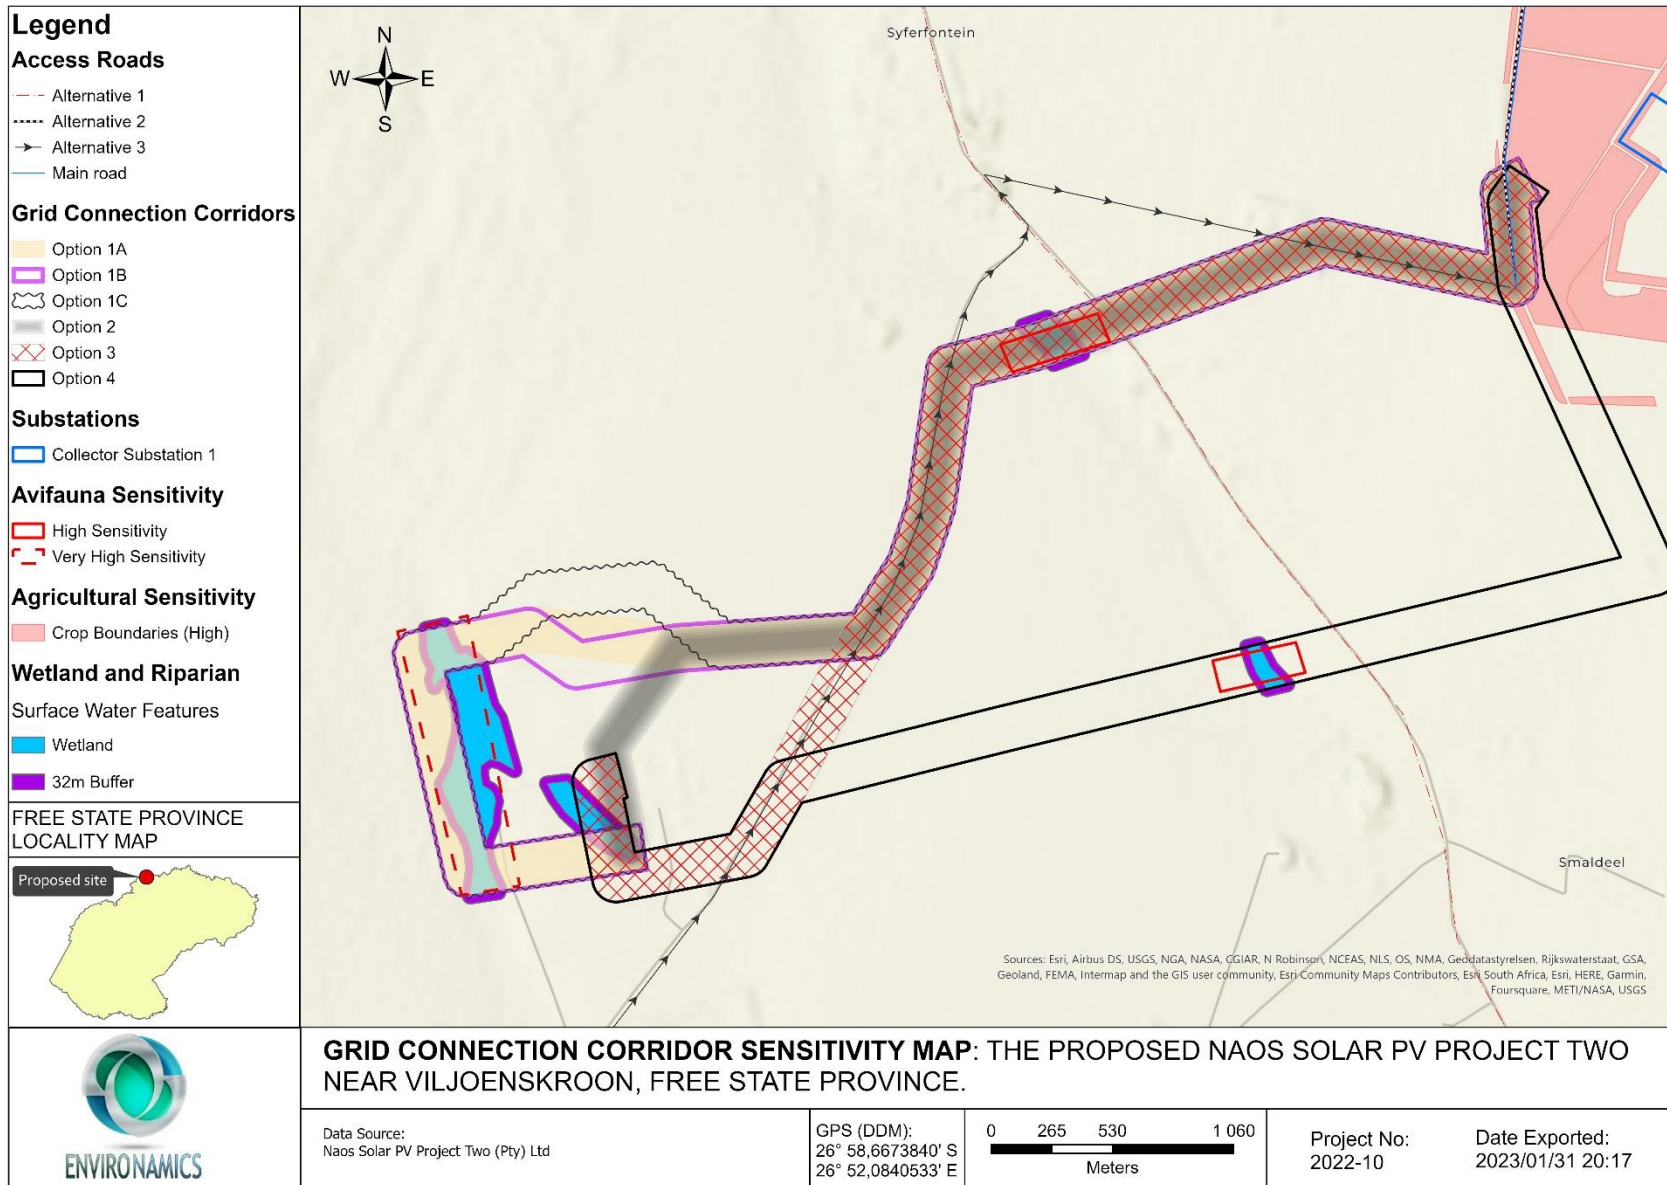 Legend
Access Roads
Alternative 1
Alternative 2
Alternative 3
Main road
Grid Connection Corridors
Option 1A
Option 1B
Option 1C
Option 2
Option 3
Option 4
Substations
Collector Substation 1
Avifauna Sensitivity
High Sensitivity
Very High Sensitivity
Agricultural Sensitivity
Crop Boundaries (High)
Wetland and Riparian
Surface Water Features
Wetland
32m Buffer
FREE STATE PROVINCE
LOCALITY MAP
Proposed site
ENVIRONAMICS
N
W E
S
Syferfontein
Smaldeel
Sources: Esri, Airbus DS, USGS, NGA, NASA, CGIAR, N Robinson, NCEAS, NLS, OS, NMA, Geodatastyrelsen, Rijkswaterstaat, GSA,
Geoland, FEMA, Intermap and the GIS user community, Esri Community Maps Contributors, Esri South Africa, Esri, HERE, Garmin,
Foursquare, METI/NASA, USGS
GRID CONNECTION CORRIDOR SENSITIVITY MAP: THE PROPOSED NAOS SOLAR PV PROJECT TWO
NEAR VILJOENSKROON, FREE STATE PROVINCE.
Data Source:
Naos Solar PV Project Two (Pty) Ltd
GPS (DDM):
26° 58,6673840' S
26° 52,0840533' E
0 265 530 1 060
Meters
Project No:
2022-10
Date Exported:
2023/01/31 20:17